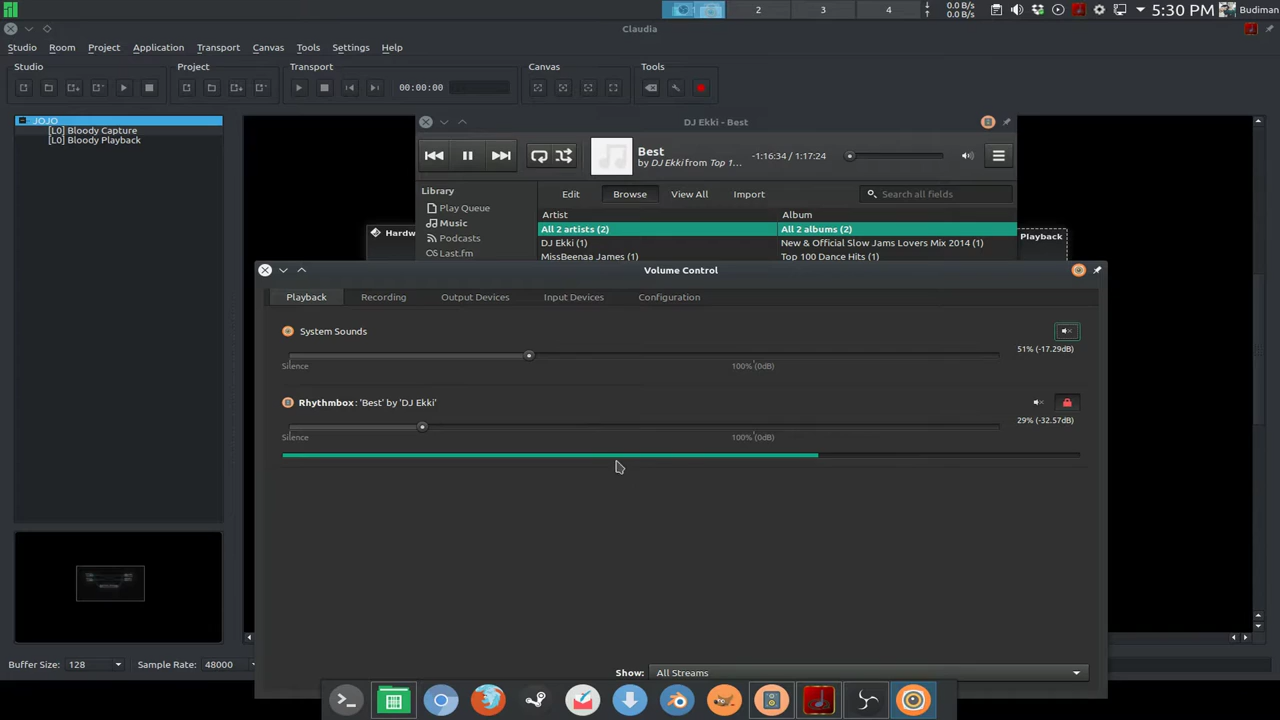 2 3 4 0.0 B/s 0.0 B/s 5:30 PM Budiman
Claudia
Studio Room Project Application Transport Canvas Tools Settings Help
Studio Project Transport Canvas Tools
00:00:00
JOJO
[L0] Bloody Capture
[L0] Bloody Playback
DJ Ekki - Best
Best
by DJ Ekki from Top 1...
-1:16:34 / 1:17:24
Library
Play Queue
Music
Podcasts
Last.fm
Edit Browse View All Import Search all fields
Artist Album
All 2 artists (2) All 2 albums (2)
DJ Ekki (1) New & Official Slow Jams Lovers Mix 2014 (1)
MissBeenaa James (1) Top 100 Dance Hits (1)
Hardw
Playback
Volume Control
Playback Recording Output Devices Input Devices Configuration
System Sounds
51% (-17.29dB)
Silence 100% (0dB)
Rhythmbox: 'Best' by 'DJ Ekki'
29% (-32.57dB)
Silence 100% (0dB)
Show: All Streams
Buffer Size: 128 Sample Rate: 48000